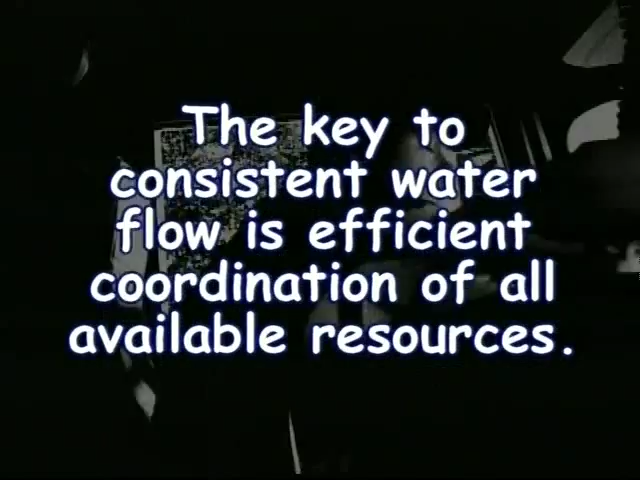 The key to
consistent water
flow is efficient
coordination of all
available resources.